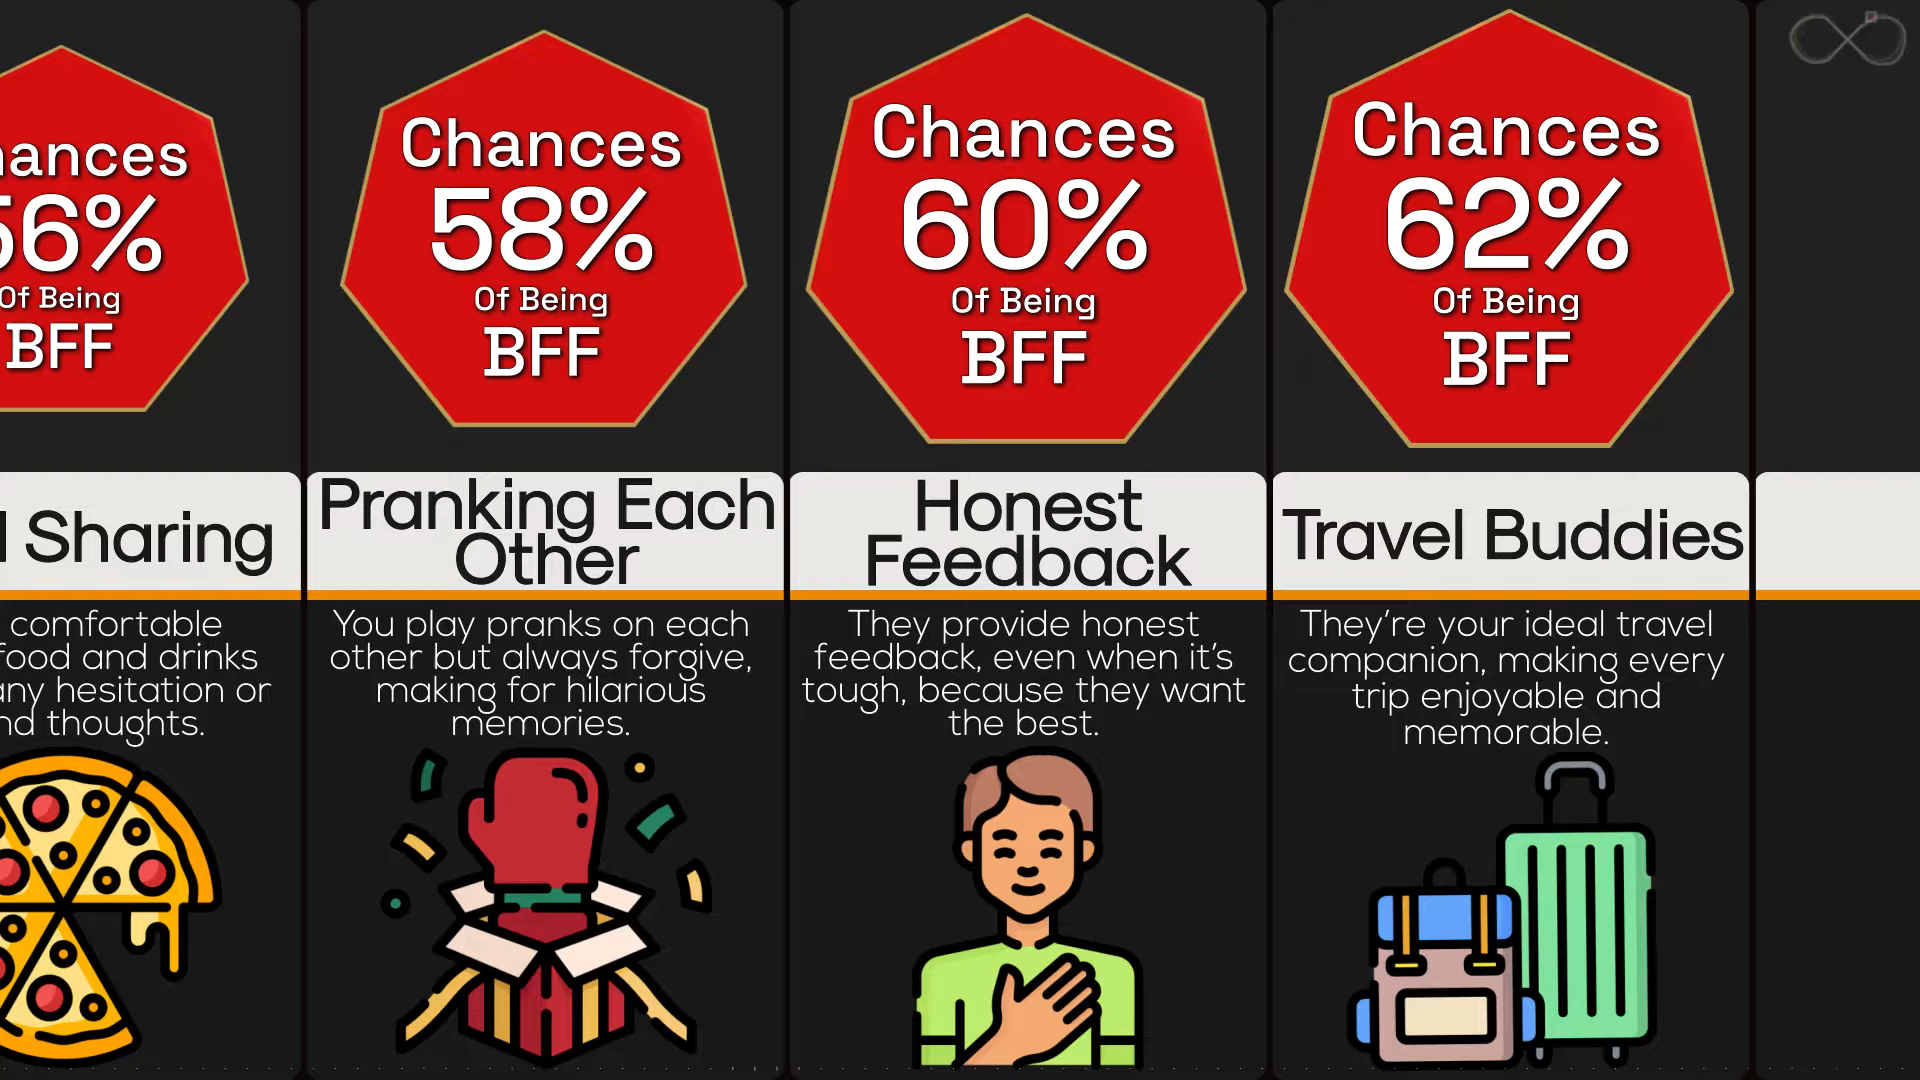 hances
56%
Of Being
BFF
Sharing
comfortable
food and drinks
any hesitation or
nd thoughts.
Chances
58%
Of Being
BFF
Pranking Each
Other
You play pranks on each
other but always forgive,
making for hilarious
memories.
Chances
60%
Of Being
BFF
Honest
Feedback
They provide honest
feedback, even when it's
tough, because they want
the best.
Chances
62%
Of Being
BFF
Travel Buddies
They're your ideal travel
companion, making every
trip enjoyable and
memorable.